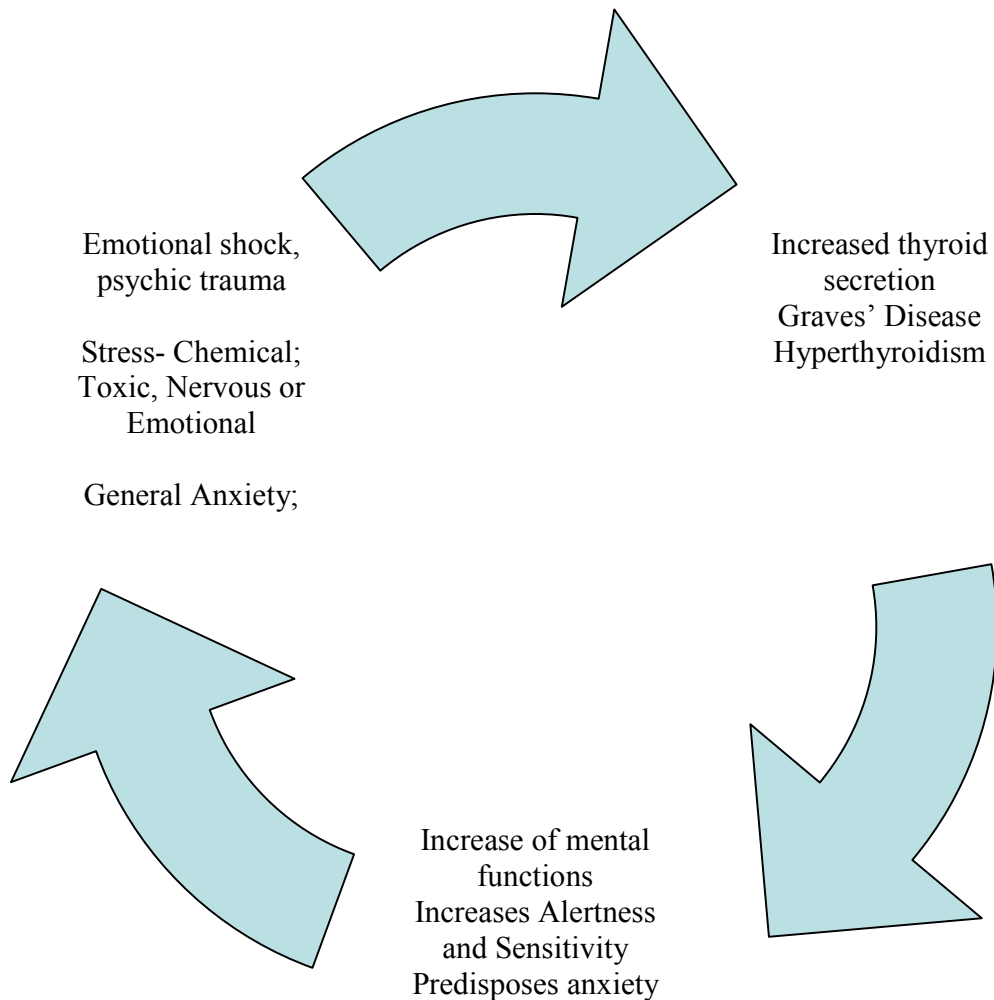 Emotional shock,
psychic trauma
Stress- Chemical;
Toxic, Nervous or
Emotional
General Anxiety;
Increased thyroid
secretion
Graves’ Disease
Hyperthyroidism
Increase of mental
functions
Increases Alertness
and Sensitivity
Predisposes anxiety